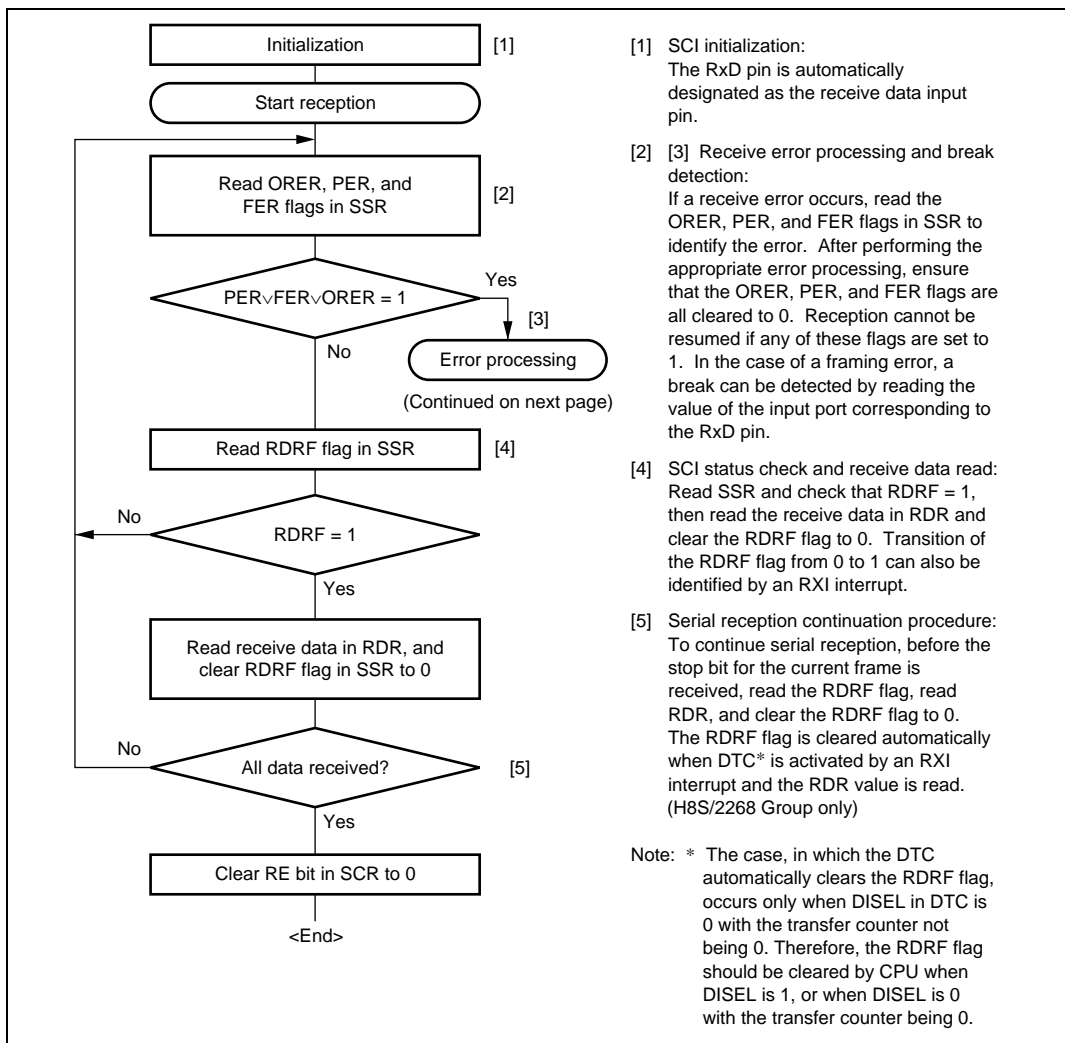 Initialization
[1]
Start reception
Read ORER, PER, and
FER flags in SSR
[2]
PER∨FER∨ORER = 1
Yes
[3]
No
Error processing
(Continued on next page)
Read RDRF flag in SSR
[4]
No
RDRF = 1
Yes
Read receive data in RDR, and
clear RDRF flag in SSR to 0
No
All data received?
[5]
Yes
Clear RE bit in SCR to 0
<End>
[1] SCI initialization:
The RxD pin is automatically
designated as the receive data input
pin.
[2] [3] Receive error processing and break
detection:
If a receive error occurs, read the
ORER, PER, and FER flags in SSR to
identify the error. After performing the
appropriate error processing, ensure
that the ORER, PER, and FER flags are
all cleared to 0. Reception cannot be
resumed if any of these flags are set to
1. In the case of a framing error, a
break can be detected by reading the
value of the input port corresponding to
the RxD pin.
[4] SCI status check and receive data read:
Read SSR and check that RDRF = 1,
then read the receive data in RDR and
clear the RDRF flag to 0. Transition of
the RDRF flag from 0 to 1 can also be
identified by an RXI interrupt.
[5] Serial reception continuation procedure:
To continue serial reception, before the
stop bit for the current frame is
received, read the RDRF flag, read
RDR, and clear the RDRF flag to 0.
The RDRF flag is cleared automatically
when DTC* is activated by an RXI
interrupt and the RDR value is read.
(H8S/2268 Group only)
Note: * The case, in which the DTC
automatically clears the RDRF flag,
occurs only when DISEL in DTC is
0 with the transfer counter not
being 0. Therefore, the RDRF flag
should be cleared by CPU when
DISEL is 1, or when DISEL is 0
with the transfer counter being 0.